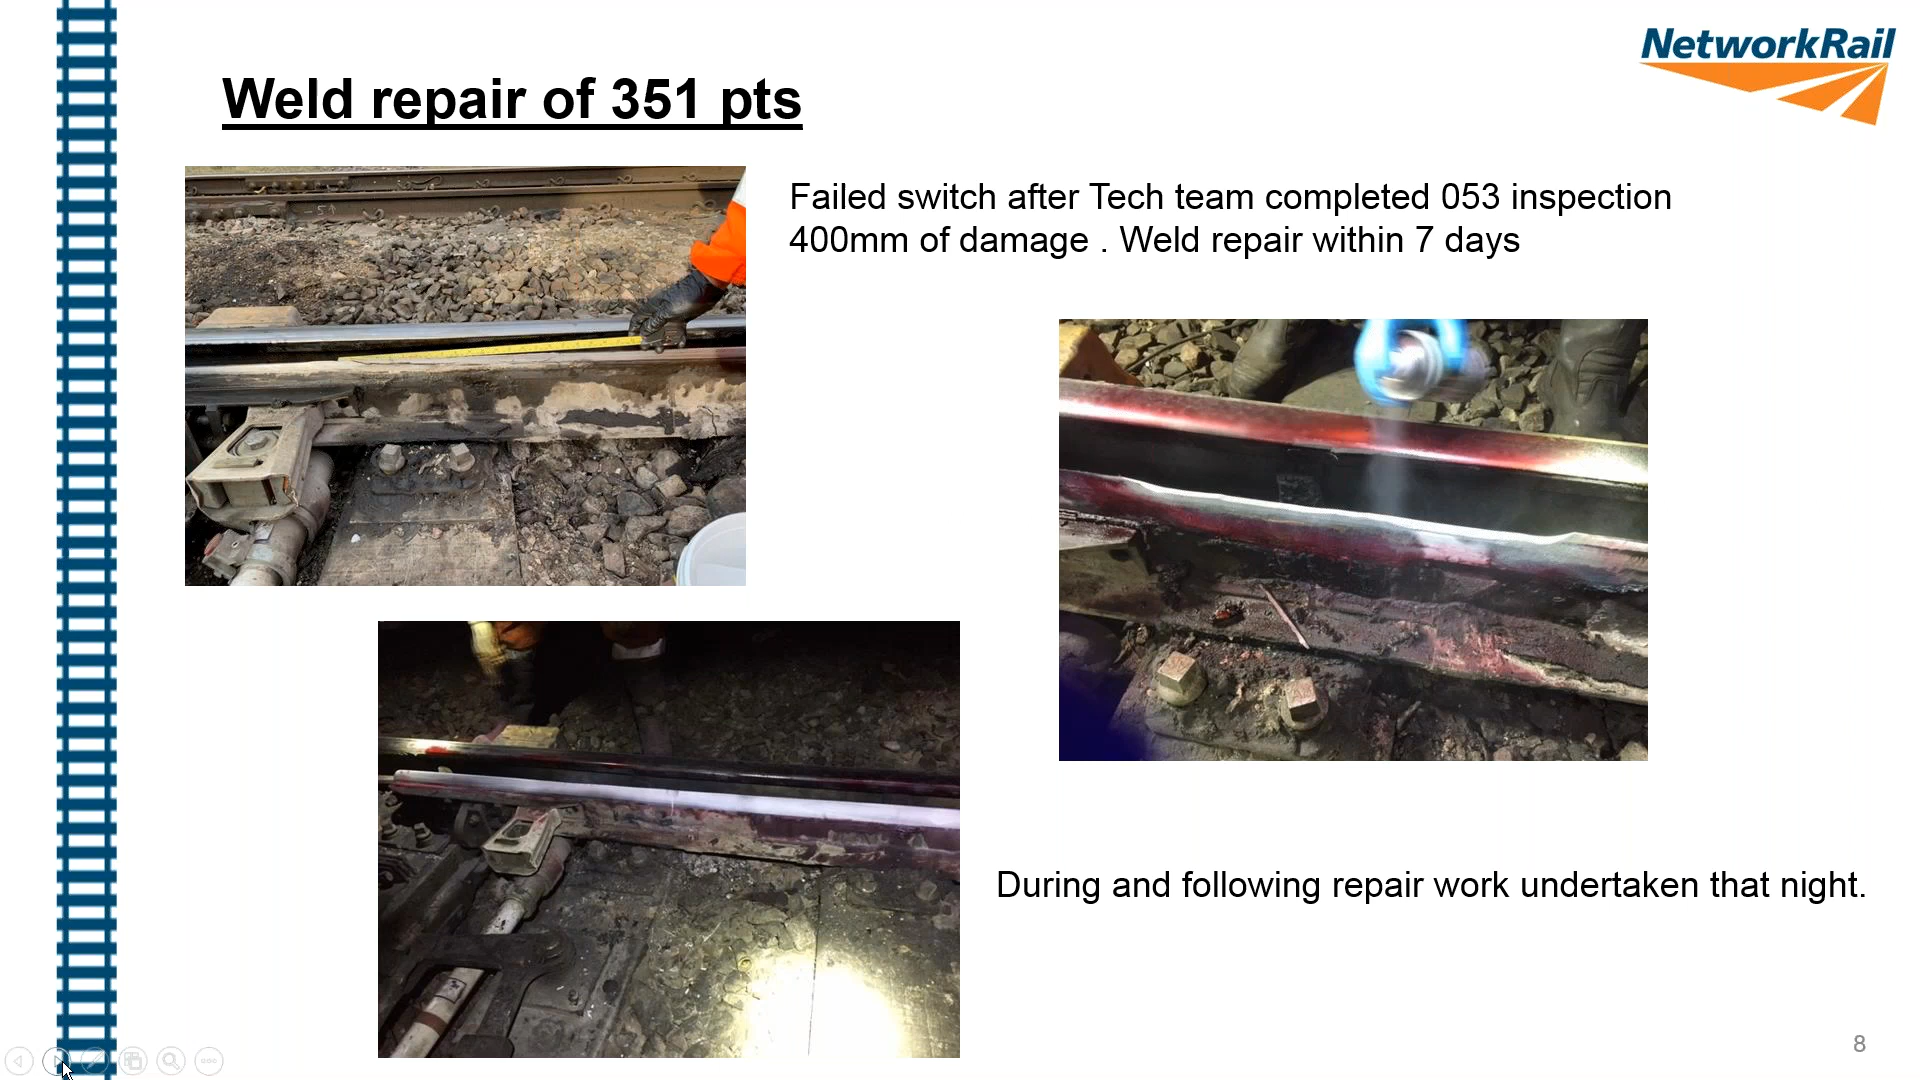 NetworkRail
Weld repair of 351 pts
Failed switch after Tech team completed 053 inspection
400mm of damage . Weld repair within 7 days
During and following repair work undertaken that night.
8